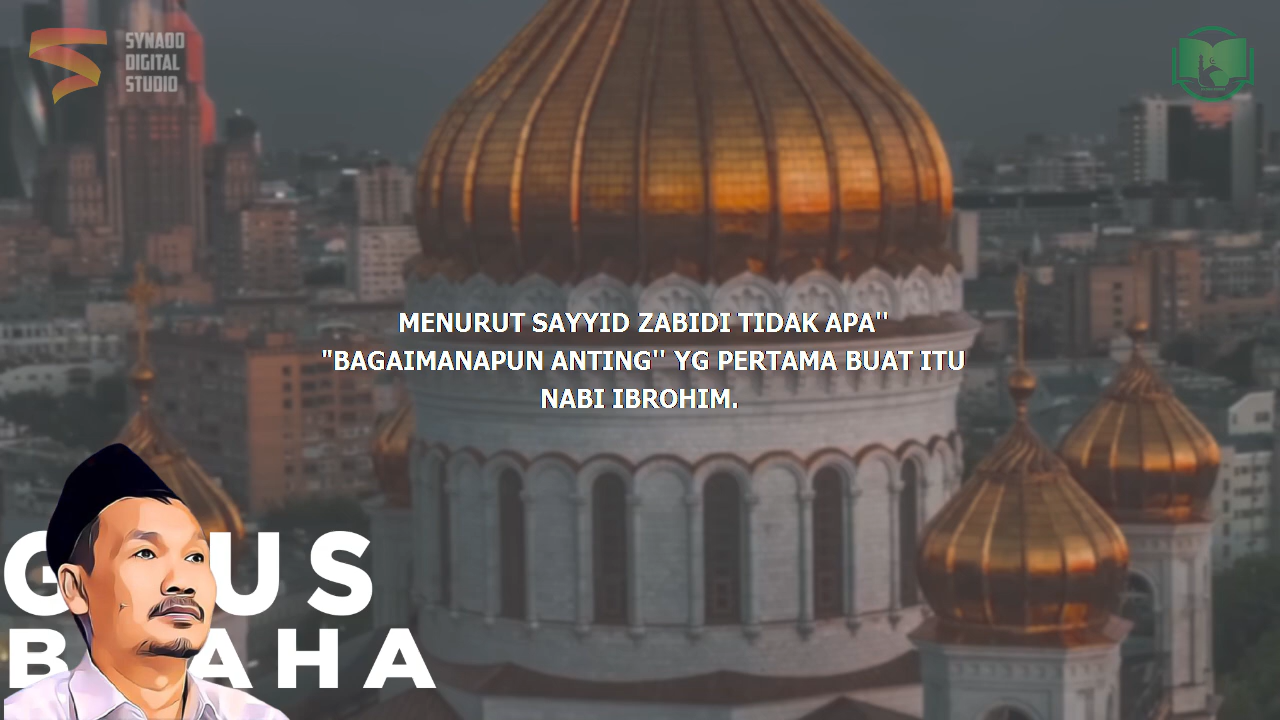 SYNADO
DIGITAL
STUDIO
MENURUT SAYYID ZABIDI TIDAK APA''
"BAGAIMANAPUN ANTING'' YG PERTAMA BUAT ITU
NABI IBROHIM.
GUS
BAHA